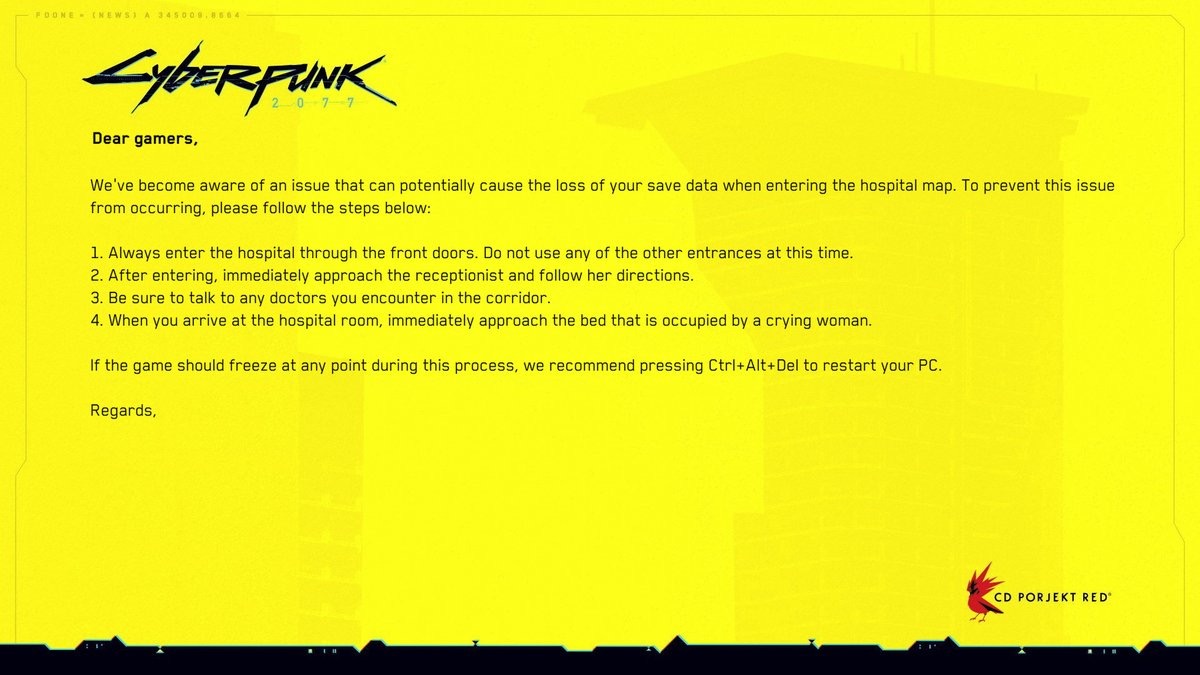 FOONE = (NEWS) A 345009.8664
Cyberpunk
2077
Dear gamers,
We've become aware of an issue that can potentially cause the loss of your save data when entering the hospital map. To prevent this issue
from occurring, please follow the steps below:
1. Always enter the hospital through the front doors. Do not use any of the other entrances at this time.
2. After entering, immediately approach the receptionist and follow her directions.
3. Be sure to talk to any doctors you encounter in the corridor.
4. When you arrive at the hospital room, immediately approach the bed that is occupied by a crying woman.
If the game should freeze at any point during this process, we recommend pressing Ctrl+Alt+Del to restart your PC.
Regards,
CD PORJEKT RED®